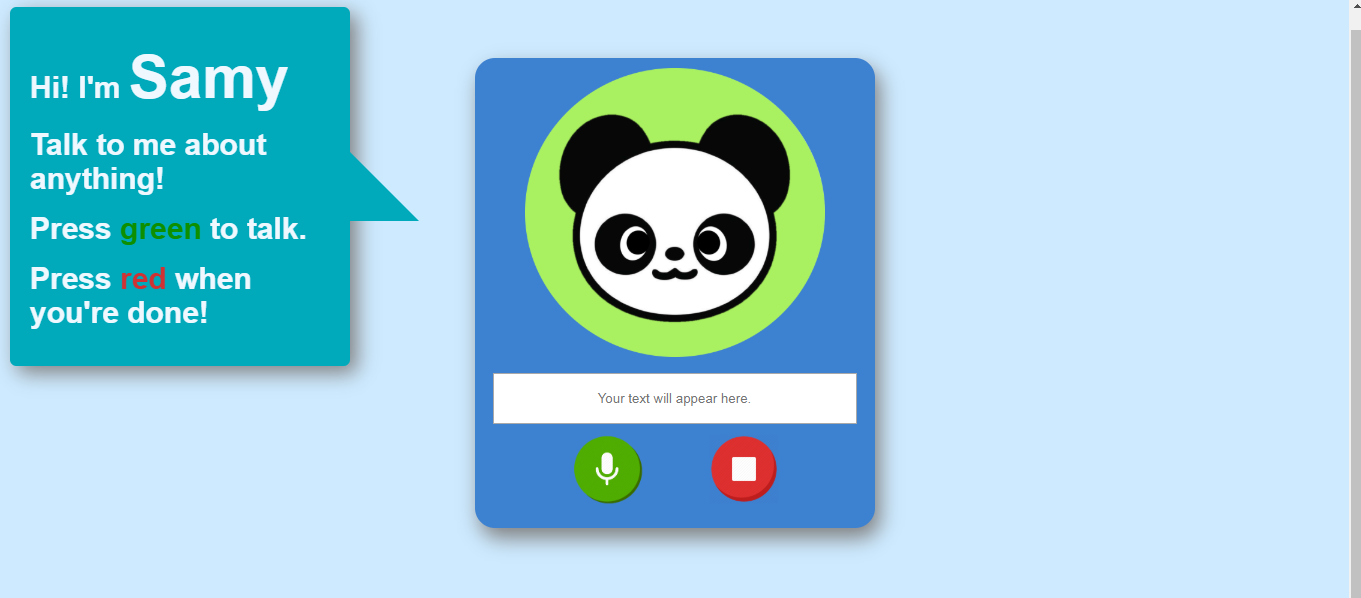 Hi! I'm Samy
Talk to me about
anything!
Press green to talk.
Press red when
you're done!
Your text will appear here.